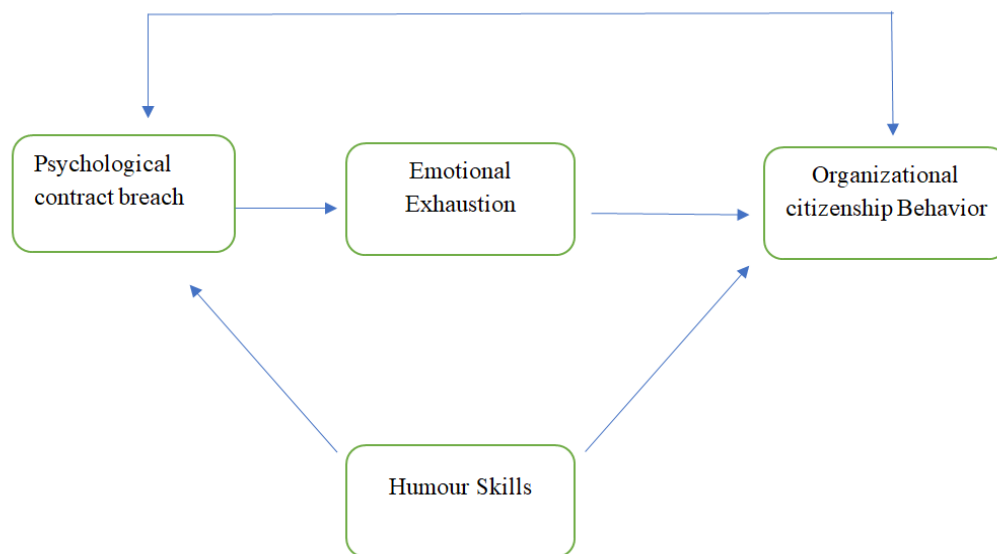 Psychological
contract breach
Emotional
Exhaustion
Organizational
citizenship Behavior
Humour Skills